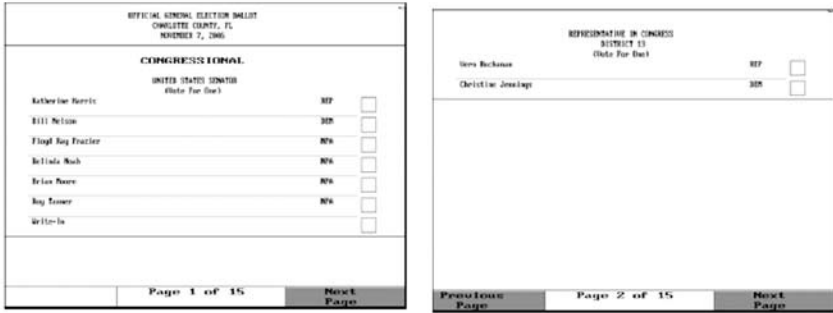 OFFICIAL GENERAL ELECTION BALLOT
CHARLOTTE COUNTY, FL
NOVEMBER 7, 2006
CONGRESSIONAL
UNITED STATES SENATOR
(Vote For One)
Katherine Harris REP
Bill Nelson DEM
Floyd Ray Frazier NPA
Belinda Noah NPA
Brian Moore NPA
Roy Tanner NPA
Write-In
Page 1 of 15
Next Page
REPRESENTATIVE IN CONGRESS
DISTRICT 13
(Vote For One)
Vern Buchanan REP
Christine Jennings DEM
Previous Page
Page 2 of 15
Next Page